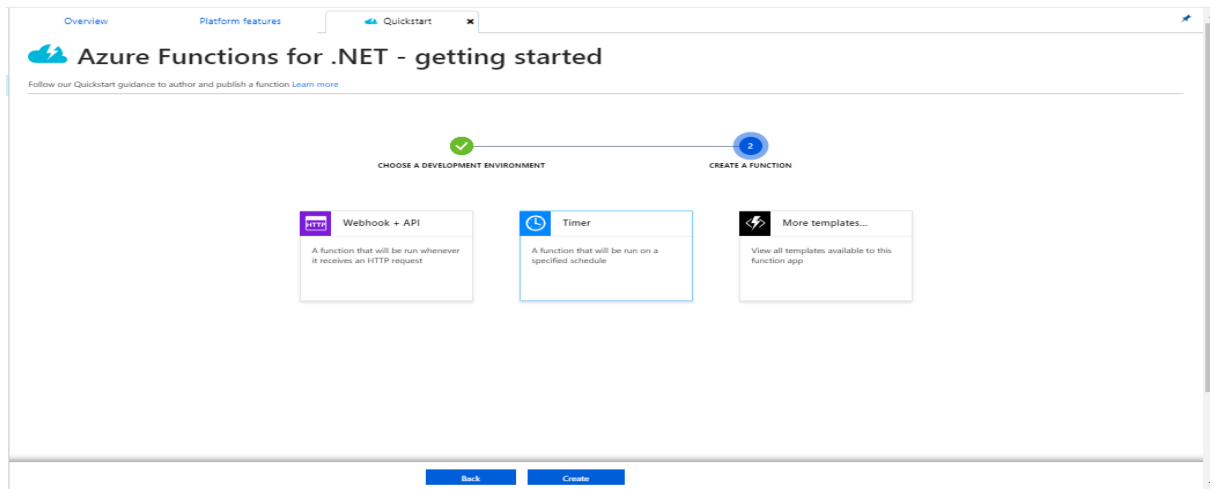 Overview Platform features Quickstart
Azure Functions for .NET - getting started
Follow our Quickstart guidance to author and publish a function Learn more
2
CHOOSE A DEVELOPMENT ENVIRONMENT CREATE A FUNCTION
HTTP Webhook + API
A function that will be run whenever
it receives an HTTP request
Timer
A function that will be run on a
specified schedule
More templates...
View all templates available to this
function app
Back Create